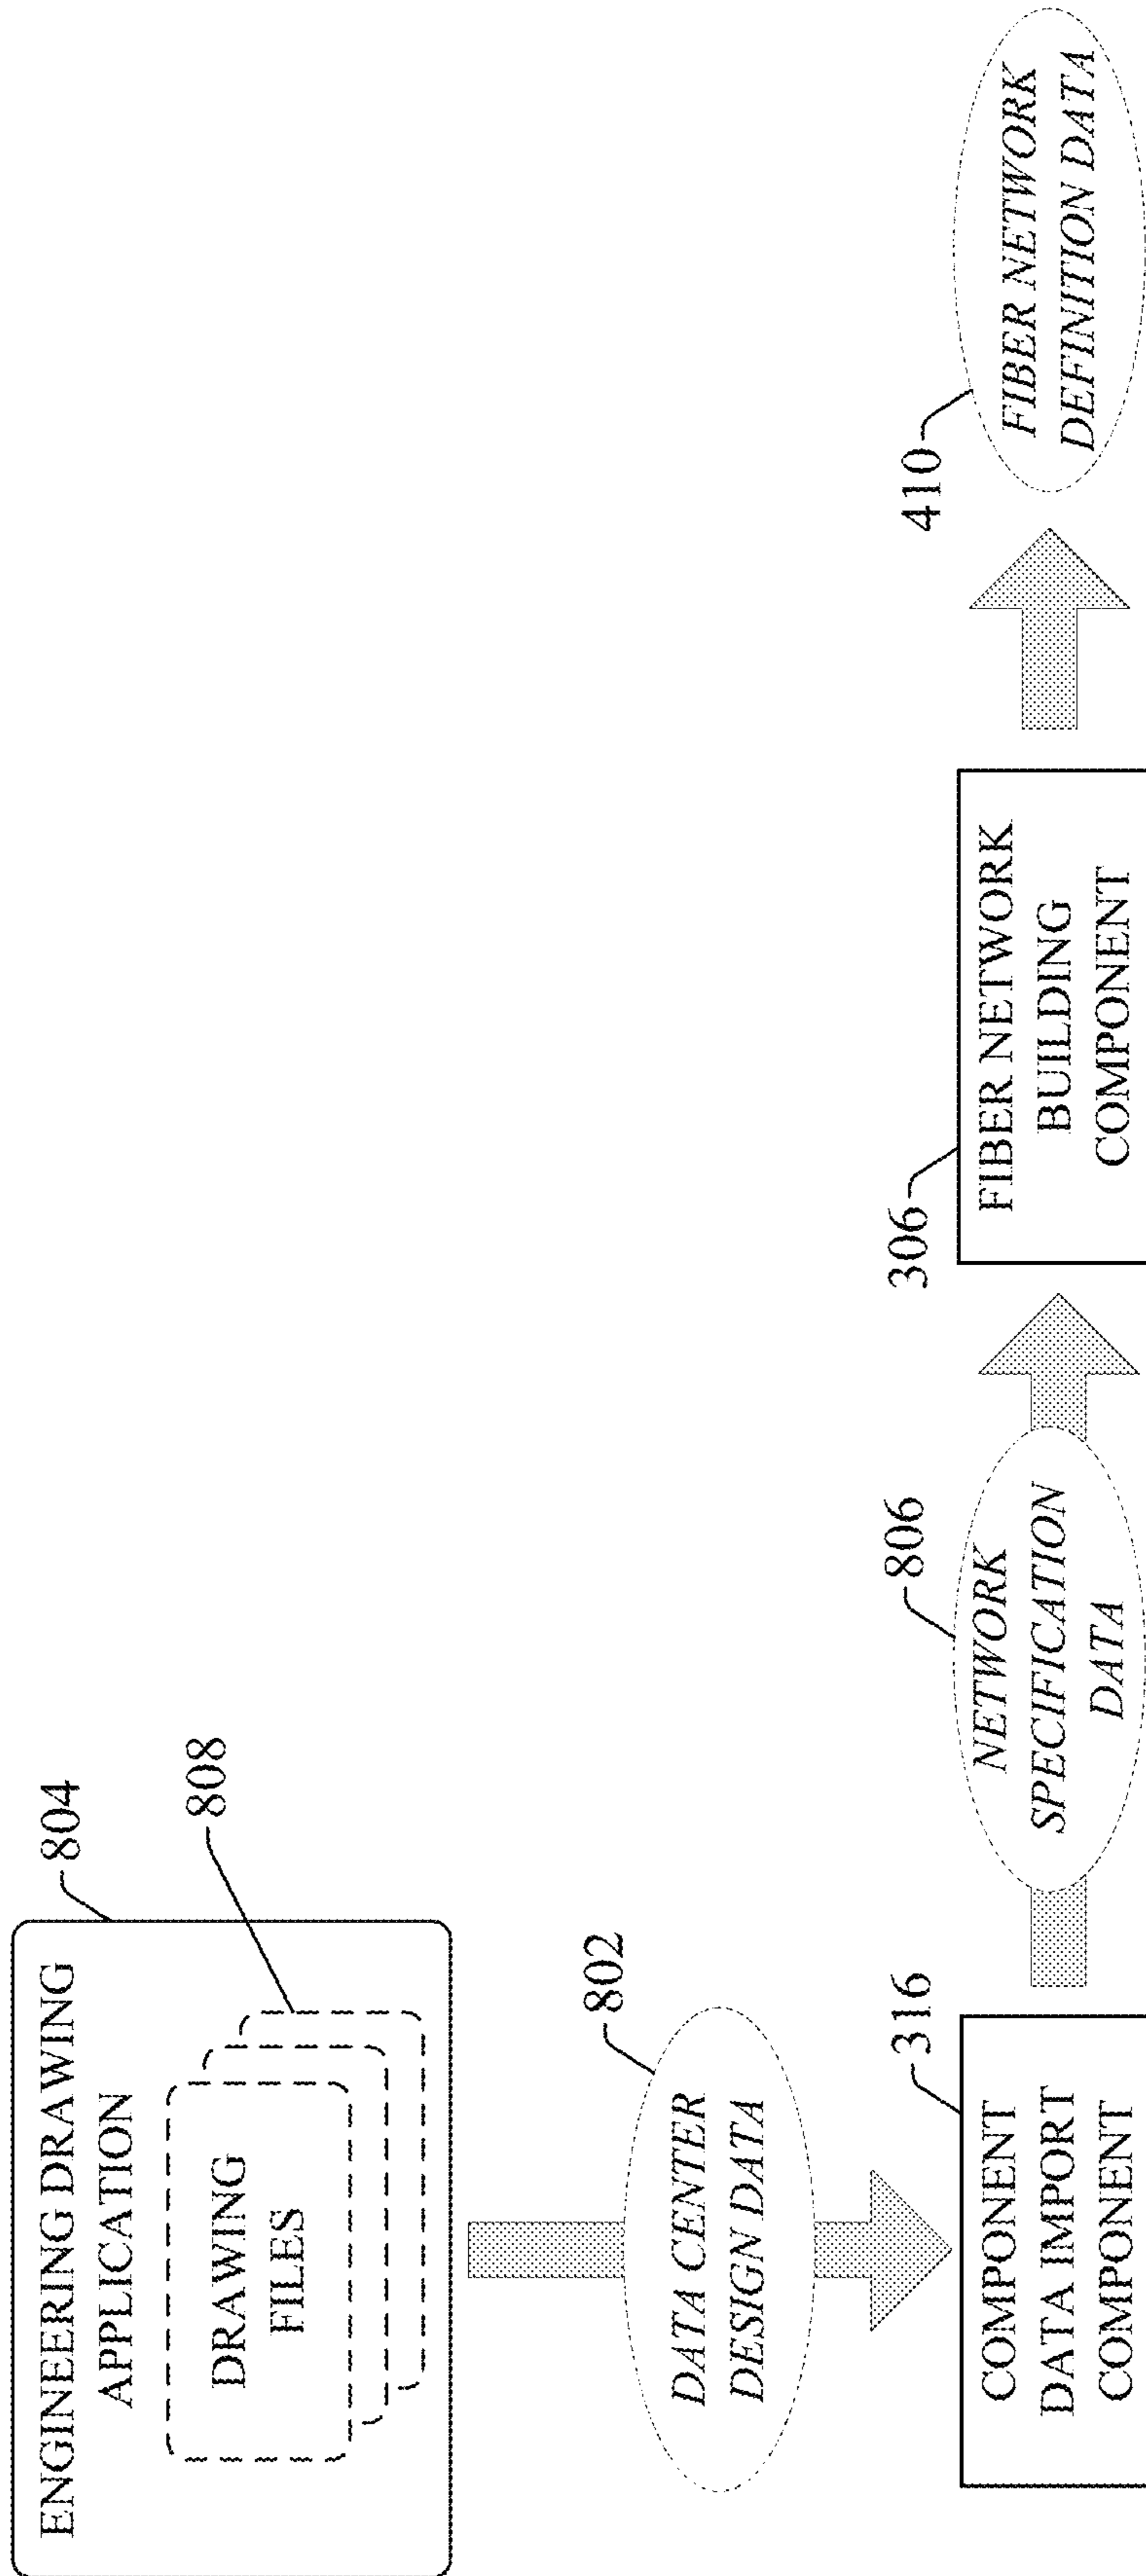 ENGINEERING DRAWING
APPLICATION
804
DRAWING
FILES
808
DATA CENTER
DESIGN DATA
802
COMPONENT
DATA IMPORT
COMPONENT
316
NETWORK
SPECIFICATION
DATA
806
FIBER NETWORK
BUILDING
COMPONENT
306
FIBER NETWORK
DEFINITION DATA
410